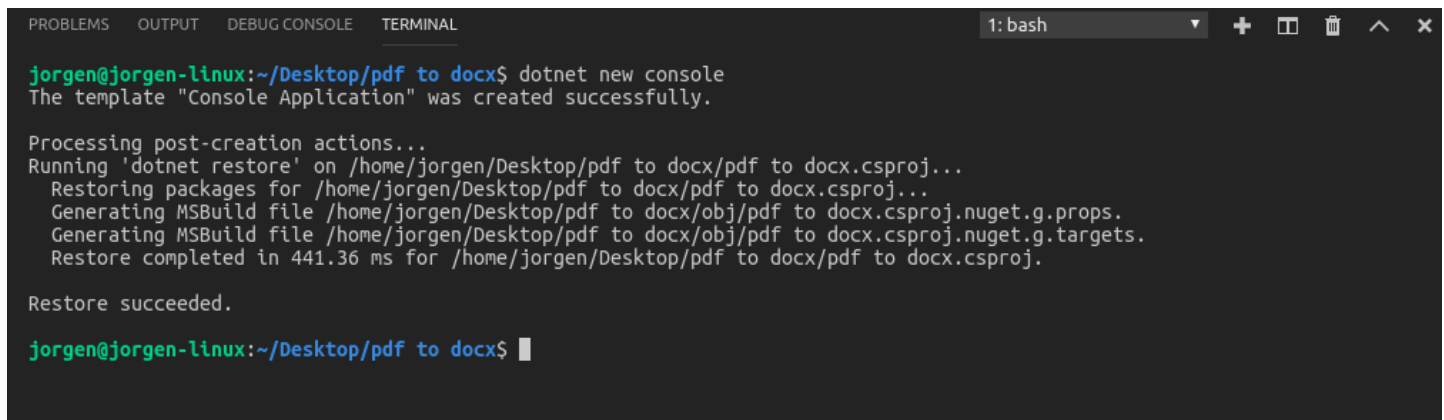 PROBLEMS OUTPUT DEBUG CONSOLE TERMINAL 1: bash
jorgen@jorgen-linux:~/Desktop/pdf to docx$ dotnet new console
The template "Console Application" was created successfully.
Processing post-creation actions...
Running 'dotnet restore' on /home/jorgen/Desktop/pdf to docx/pdf to docx.csproj...
Restoring packages for /home/jorgen/Desktop/pdf to docx/pdf to docx.csproj...
Generating MSBuild file /home/jorgen/Desktop/pdf to docx/obj/pdf to docx.csproj.nuget.g.props.
Generating MSBuild file /home/jorgen/Desktop/pdf to docx/obj/pdf to docx.csproj.nuget.g.targets.
Restore completed in 441.36 ms for /home/jorgen/Desktop/pdf to docx/pdf to docx.csproj.
Restore succeeded.
jorgen@jorgen-linux:~/Desktop/pdf to docx$